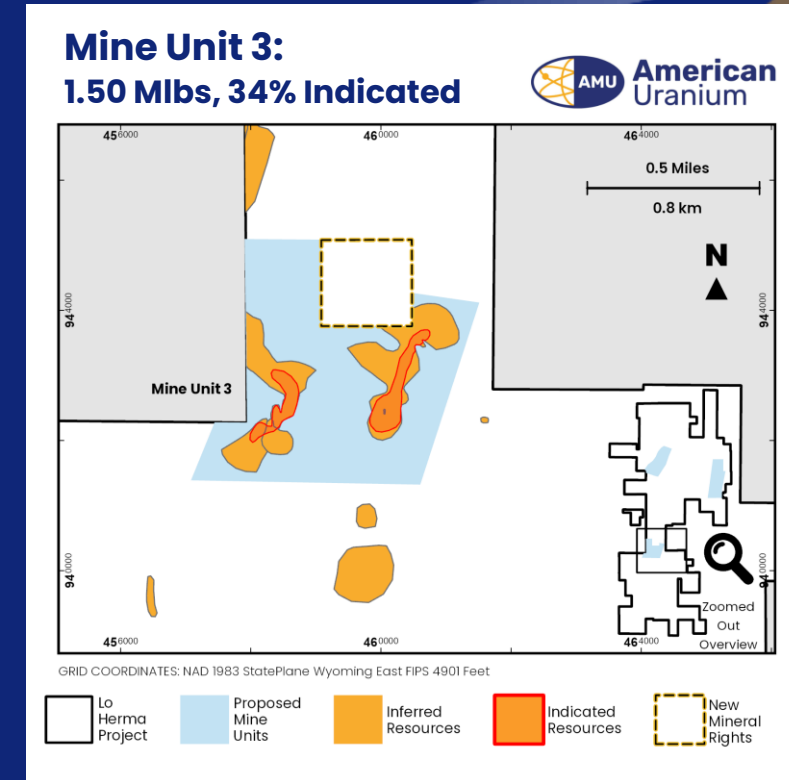 Mine Unit 3:
1.50 Mlbs, 34% Indicated
AMU
American
Uranium
456000
460000
464000
0.5 Miles
0.8 km
N
944000
944000
Mine Unit 3
940000
940000
Zoomed
Out
Overview
456000
460000
464000
GRID COORDINATES: NAD 1983 StatePlane Wyoming East FIPS 4901 Feet
Lo
Herma
Project
Proposed
Mine
Units
Inferred
Resources
Indicated
Resources
New
Mineral
Rights